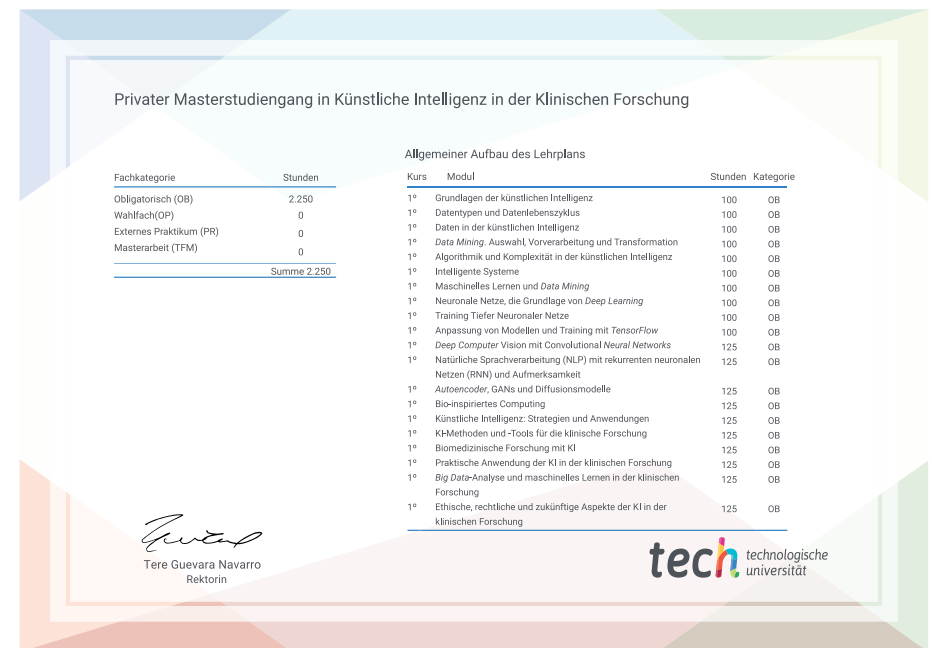 Privater Masterstudiengang in Künstliche Intelligenz in der Klinischen Forschung
Fachkategorie Stunden
Obligatorisch (OB) 2.250
Wahlfach(OP) 0
Externes Praktikum (PR) 0
Masterarbeit (TFM) 0
Summe 2.250
Allgemeiner Aufbau des Lehrplans
Kurs Modul Stunden Kategorie
1º Grundlagen der künstlichen Intelligenz 100 OB
1º Datentypen und Datenlebenszyklus 100 OB
1º Daten in der künstlichen Intelligenz 100 OB
1º Data Mining. Auswahl, Vorverarbeitung und Transformation 100 OB
1º Algorithmik und Komplexität in der künstlichen Intelligenz 100 OB
1º Intelligente Systeme 100 OB
1º Maschinelles Lernen und Data Mining 100 OB
1º Neuronale Netze, die Grundlage von Deep Learning 100 OB
1º Training Tiefer Neuronaler Netze 100 OB
1º Anpassung von Modellen und Training mit TensorFlow 100 OB
1º Deep Computer Vision mit Convolutional Neural Networks 125 OB
1º Natürliche Sprachverarbeitung (NLP) mit rekurrenten neuronalen 125 OB
Netzen (RNN) und Aufmerksamkeit
1º Autoencoder, GANs und Diffusionsmodelle 125 OB
1º Bio-inspiriertes Computing 125 OB
1º Künstliche Intelligenz: Strategien und Anwendungen 125 OB
1º KI-Methoden und -Tools für die klinische Forschung 125 OB
1º Biomedizinische Forschung mit KI 125 OB
1º Praktische Anwendung der KI in der klinischen Forschung 125 OB
1º Big Data-Analyse und maschinelles Lernen in der klinischen 125 OB
Forschung
1º Ethische, rechtliche und zukünftige Aspekte der KI in der 125 OB
klinischen Forschung
Tere Guevara Navarro
Rektorin
tech technologische
universität